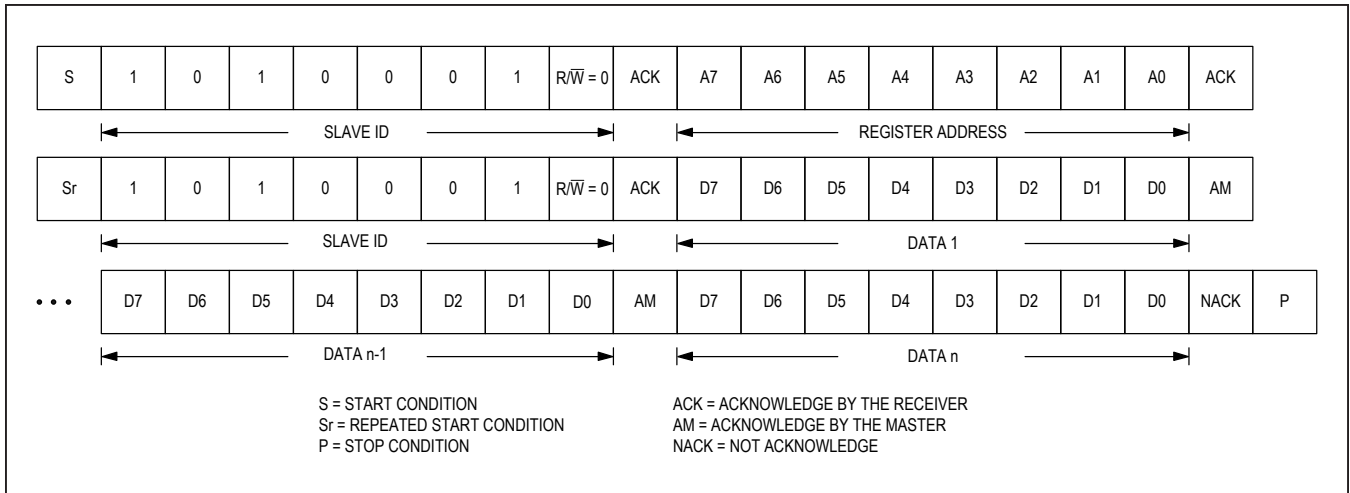 S 1 0 1 0 0 0 1 R/W̅ = 0 ACK A7 A6 A5 A4 A3 A2 A1 A0 ACK
SLAVE ID REGISTER ADDRESS
Sr 1 0 1 0 0 0 1 R/W̅ = 0 ACK D7 D6 D5 D4 D3 D2 D1 D0 AM
SLAVE ID DATA 1
••• D7 D6 D5 D4 D3 D2 D1 D0 AM D7 D6 D5 D4 D3 D2 D1 D0 NACK P
DATA n-1 DATA n
S = START CONDITION
Sr = REPEATED START CONDITION
P = STOP CONDITION
ACK = ACKNOWLEDGE BY THE RECEIVER
AM = ACKNOWLEDGE BY THE MASTER
NACK = NOT ACKNOWLEDGE